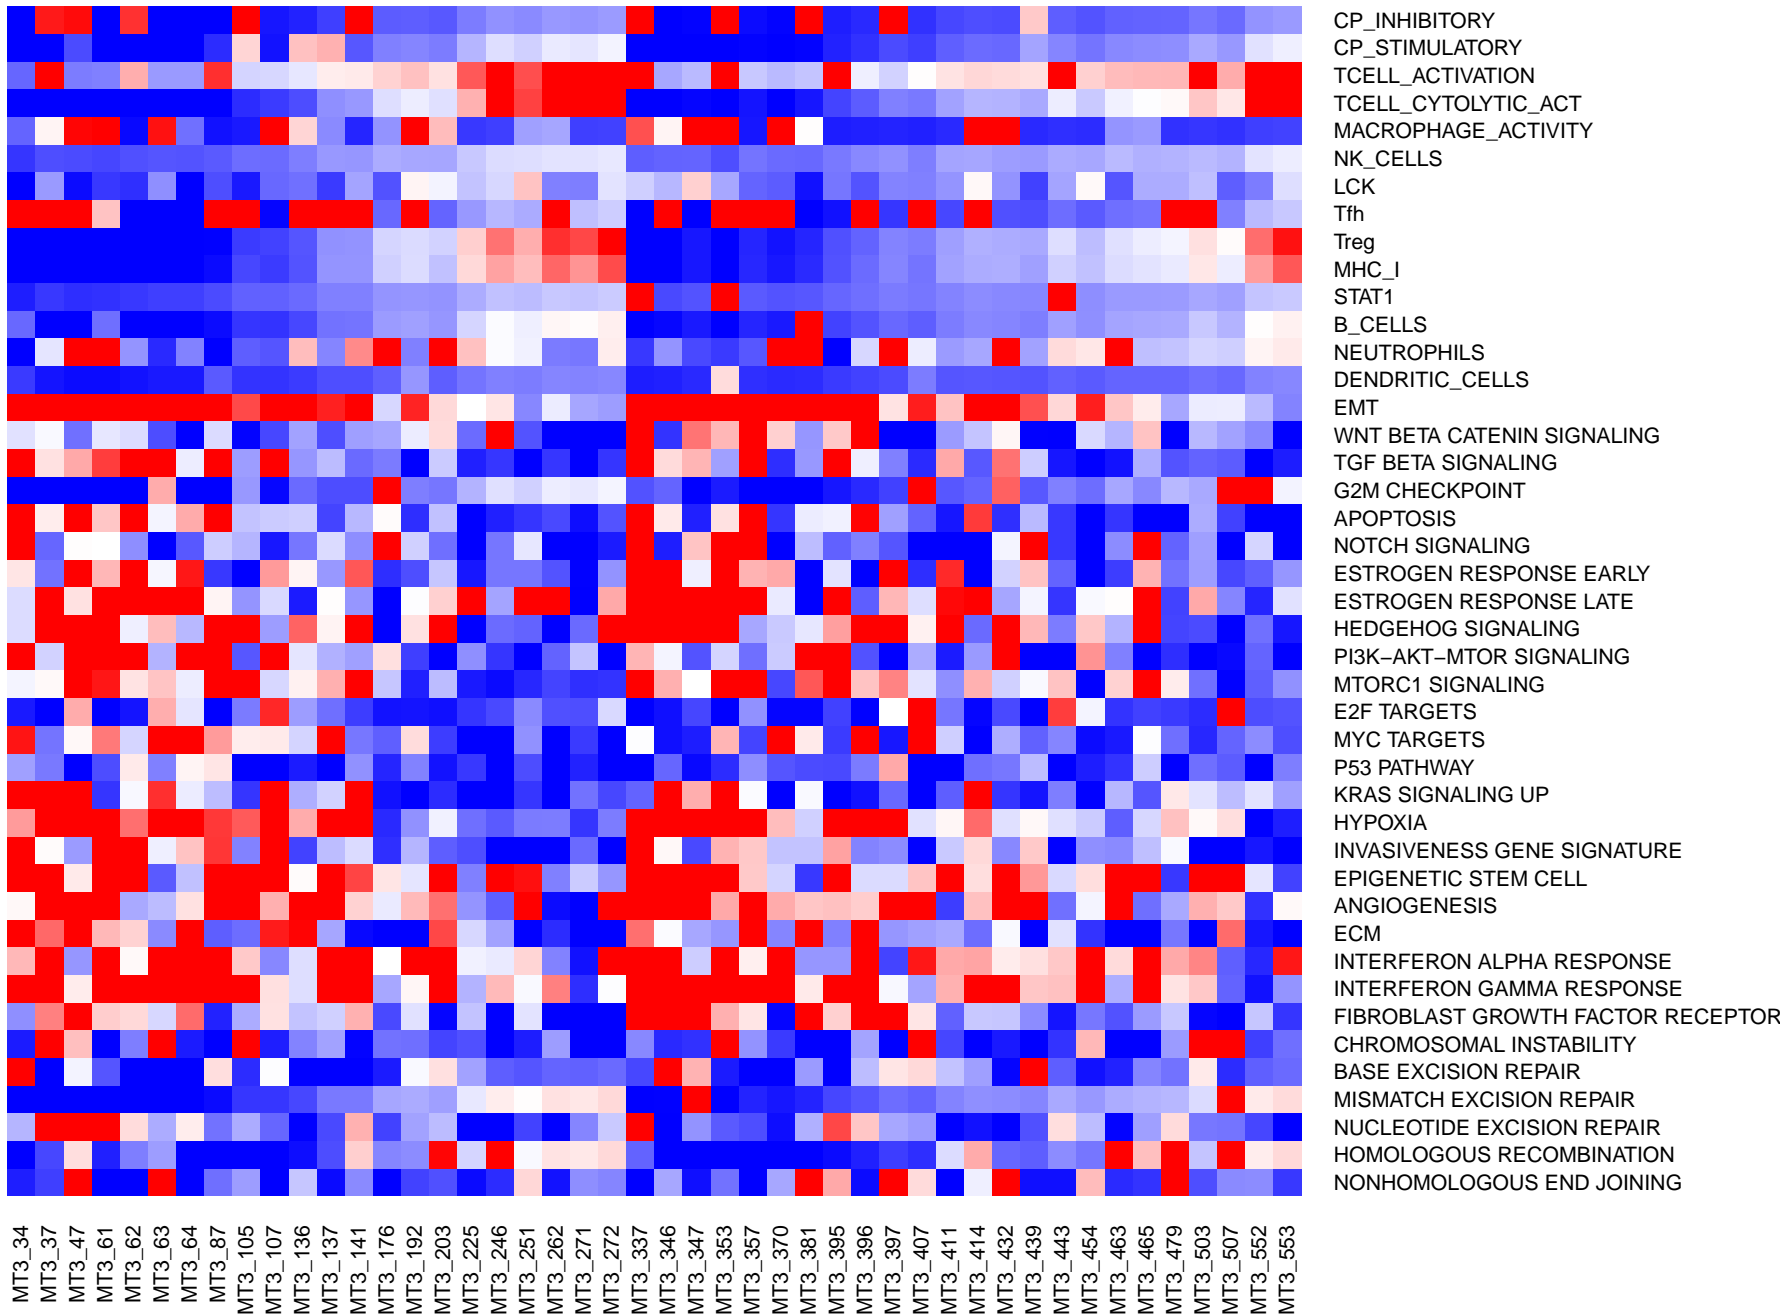 CP_INHIBITORY
CP_STIMULATORY
TCELL_ACTIVATION
TCELL_CYTOLYTIC_ACT
MACROPHAGE_ACTIVITY
NK_CELLS
LCK
Tfh
Treg
MHC_I
STAT1
B_CELLS
NEUTROPHILS
DENDRITIC_CELLS
EMT
WNT BETA CATENIN SIGNALING
TGF BETA SIGNALING
G2M CHECKPOINT
APOPTOSIS
NOTCH SIGNALING
ESTROGEN RESPONSE EARLY
ESTROGEN RESPONSE LATE
HEDGEHOG SIGNALING
PI3K−AKT−MTOR SIGNALING
MTORC1 SIGNALING
E2F TARGETS
MYC TARGETS
P53 PATHWAY
KRAS SIGNALING UP
HYPOXIA
INVASIVENESS GENE SIGNATURE
EPIGENETIC STEM CELL
ANGIOGENESIS
ECM
INTERFERON ALPHA RESPONSE
INTERFERON GAMMA RESPONSE
FIBROBLAST GROWTH FACTOR RECEPTOR
CHROMOSOMAL INSTABILITY
BASE EXCISION REPAIR
MISMATCH EXCISION REPAIR
NUCLEOTIDE EXCISION REPAIR
HOMOLOGOUS RECOMBINATION
NONHOMOLOGOUS END JOINING
MT3_34
MT3_37
MT3_47
MT3_61
MT3_62
MT3_63
MT3_64
MT3_87
MT3_105
MT3_107
MT3_136
MT3_137
MT3_141
MT3_176
MT3_192
MT3_203
MT3_225
MT3_246
MT3_251
MT3_262
MT3_271
MT3_272
MT3_337
MT3_346
MT3_347
MT3_353
MT3_357
MT3_370
MT3_381
MT3_395
MT3_396
MT3_397
MT3_407
MT3_411
MT3_414
MT3_432
MT3_439
MT3_443
MT3_454
MT3_463
MT3_465
MT3_479
MT3_503
MT3_507
MT3_552
MT3_553